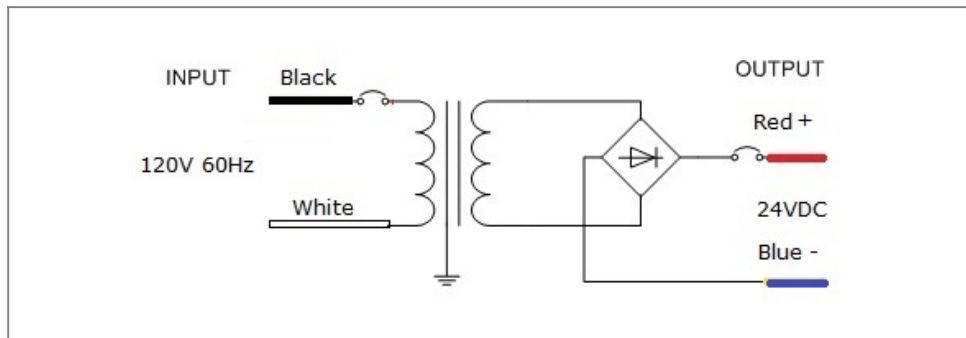 INPUT
Black
OUTPUT
Red +
120V 60Hz
White
24VDC
Blue -